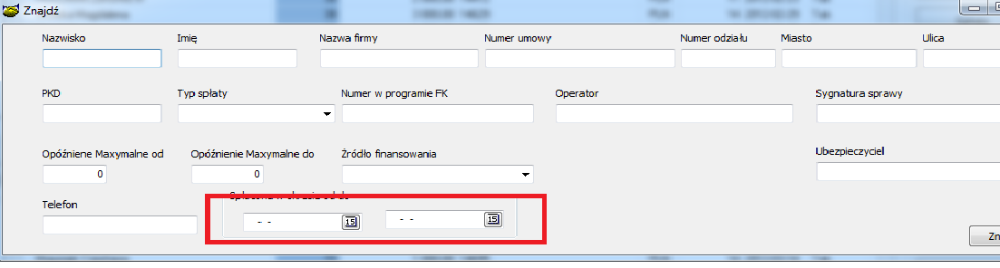 Znajdź
Nazwisko Imię Nazwa firmy Numer umowy Numer odziału Miasto Ulica
PKD Typ spłaty Numer w programie FK Operator Sygnatura sprawy
Opóźniene Maxymalne od Opóźnienie Maxymalne do Źródło finansowania Ubezpieczyciel
0 0
Telefon
- - 15 - - 15
Zn